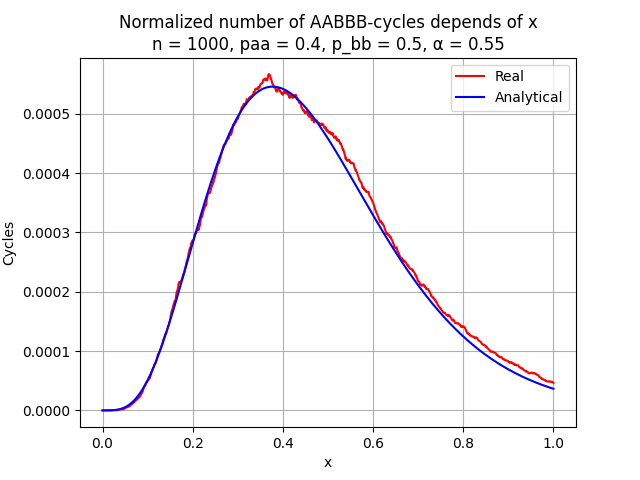 Normalized number of AABBB-cycles depends of x
n = 1000, paa = 0.4, p_bb = 0.5, α = 0.55
Real
Analytical
0.0005
0.0004
0.0003
0.0002
0.0001
0.0000
Cycles
0.0
0.2
0.4
0.6
0.8
1.0
x